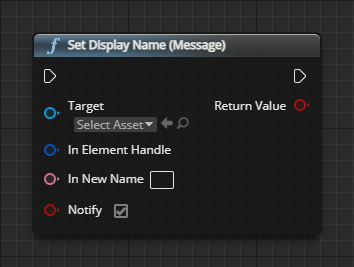 f Set Display Name (Message)
Target Return Value
Select Asset
In Element Handle
In New Name
Notify